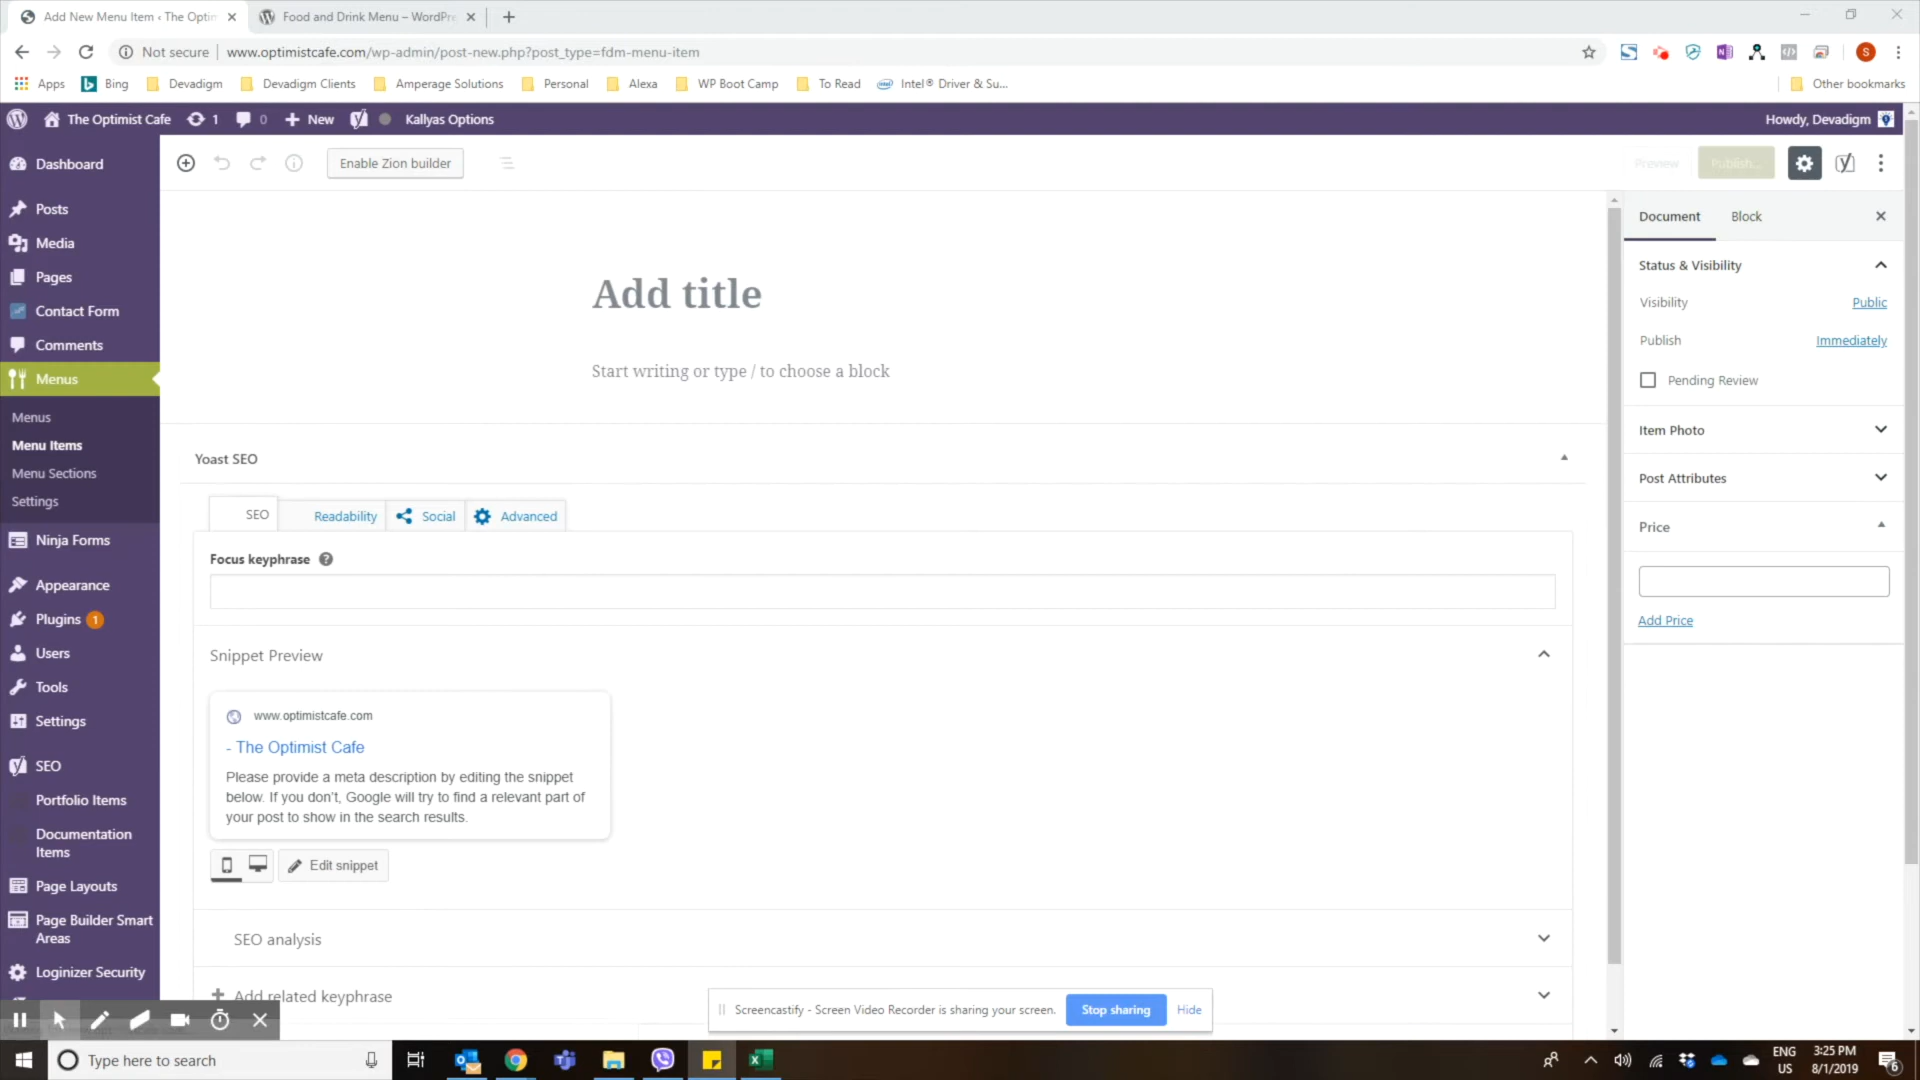 Add New Menu Item ‹ The Optim
Food and Drink Menu – WordPre
Not secure
www.optimistcafe.com/wp-admin/post-new.php?post_type=fdm-menu-item
S
Apps
Bing
Devadigm
Devadigm Clients
Amperage Solutions
Personal
Alexa
WP Boot Camp
To Read
Intel® Driver & Su...
Other bookmarks
The Optimist Cafe
1
0
New
Kallyas Options
Howdy, Devadigm
Dashboard
Posts
Media
Pages
Contact Form
Comments
Menus
Menus
Menu Items
Menu Sections
Settings
Ninja Forms
Appearance
Plugins 1
Users
Tools
Settings
SEO
Portfolio Items
Documentation
Items
Page Layouts
Page Builder Smart
Areas
Loginizer Security
Enable Zion builder
Preview
Publish...
Add title
Start writing or type / to choose a block
Yoast SEO
SEO
Readability
Social
Advanced
Focus keyphrase
Snippet Preview
www.optimistcafe.com
- The Optimist Cafe
Please provide a meta description by editing the snippet
below. If you don't, Google will try to find a relevant part of
your post to show in the search results.
Edit snippet
SEO analysis
Add related keyphrase
Document
Block
Status & Visibility
Visibility
Public
Publish
Immediately
Pending Review
Item Photo
Post Attributes
Price
Add Price
Screencastify - Screen Video Recorder is sharing your screen.
Stop sharing
Hide
Type here to search
ENG
US
3:25 PM
8/1/2019
6